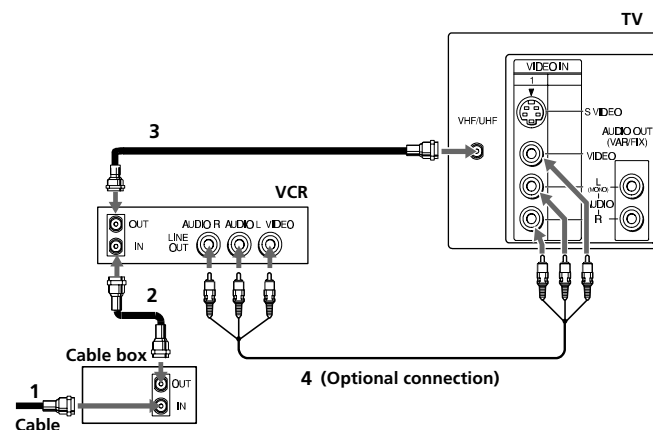 TV
VIDEO IN
1
S VIDEO
VHF/UHF
AUDIO OUT
(VAR/FIX)
VIDEO
L
(MONO)
AUDIO
R
3
VCR
OUT
IN
AUDIO R AUDIO L VIDEO
LINE
OUT
2
Cable box
OUT
IN
1
Cable
4 (Optional connection)